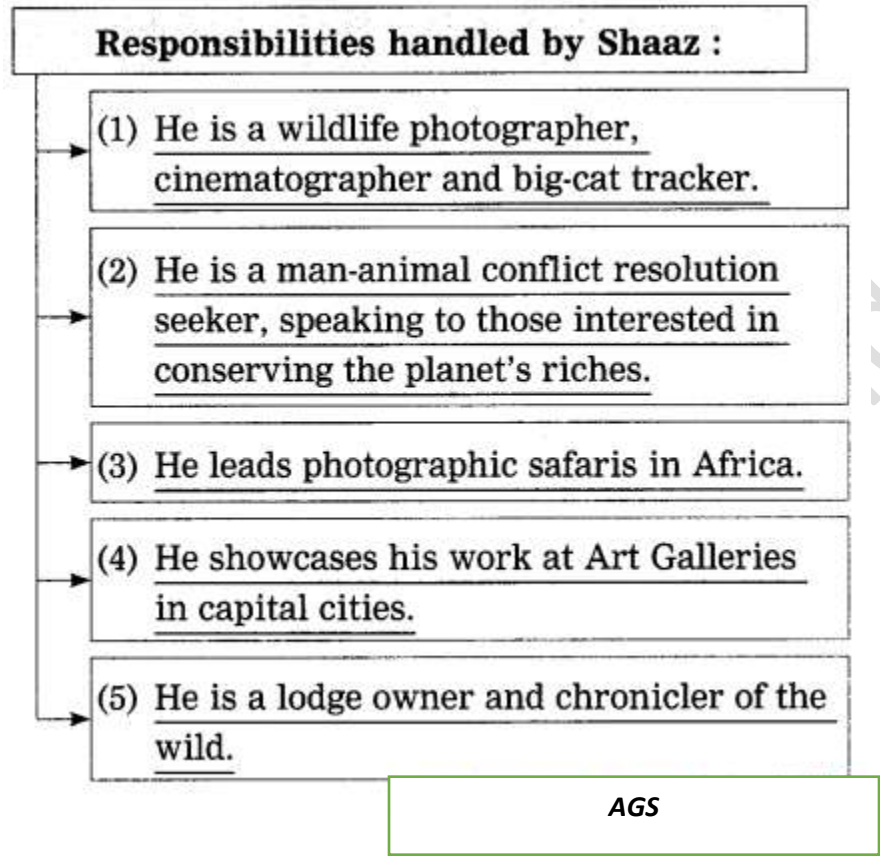 Responsibilities handled by Shaaz :
(1) He is a wildlife photographer,
cinematographer and big-cat tracker.
(2) He is a man-animal conflict resolution
seeker, speaking to those interested in
conserving the planet's riches.
(3) He leads photographic safaris in Africa.
(4) He showcases his work at Art Galleries
in capital cities.
(5) He is a lodge owner and chronicler of the
wild.
AGS